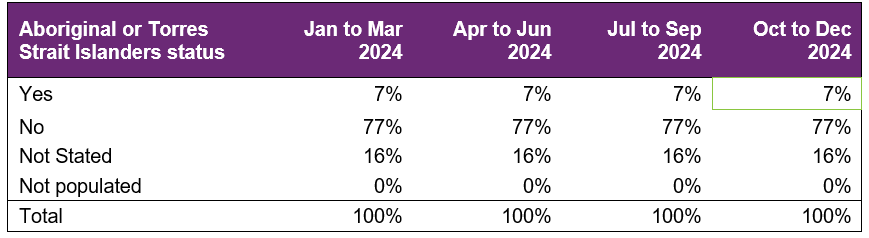 Aboriginal or Torres Strait Islanders status Jan to Mar 2024 Apr to Jun 2024 Jul to Sep 2024 Oct to Dec 2024
Yes 7% 7% 7% 7%
No 77% 77% 77% 77%
Not Stated 16% 16% 16% 16%
Not populated 0% 0% 0% 0%
Total 100% 100% 100% 100%